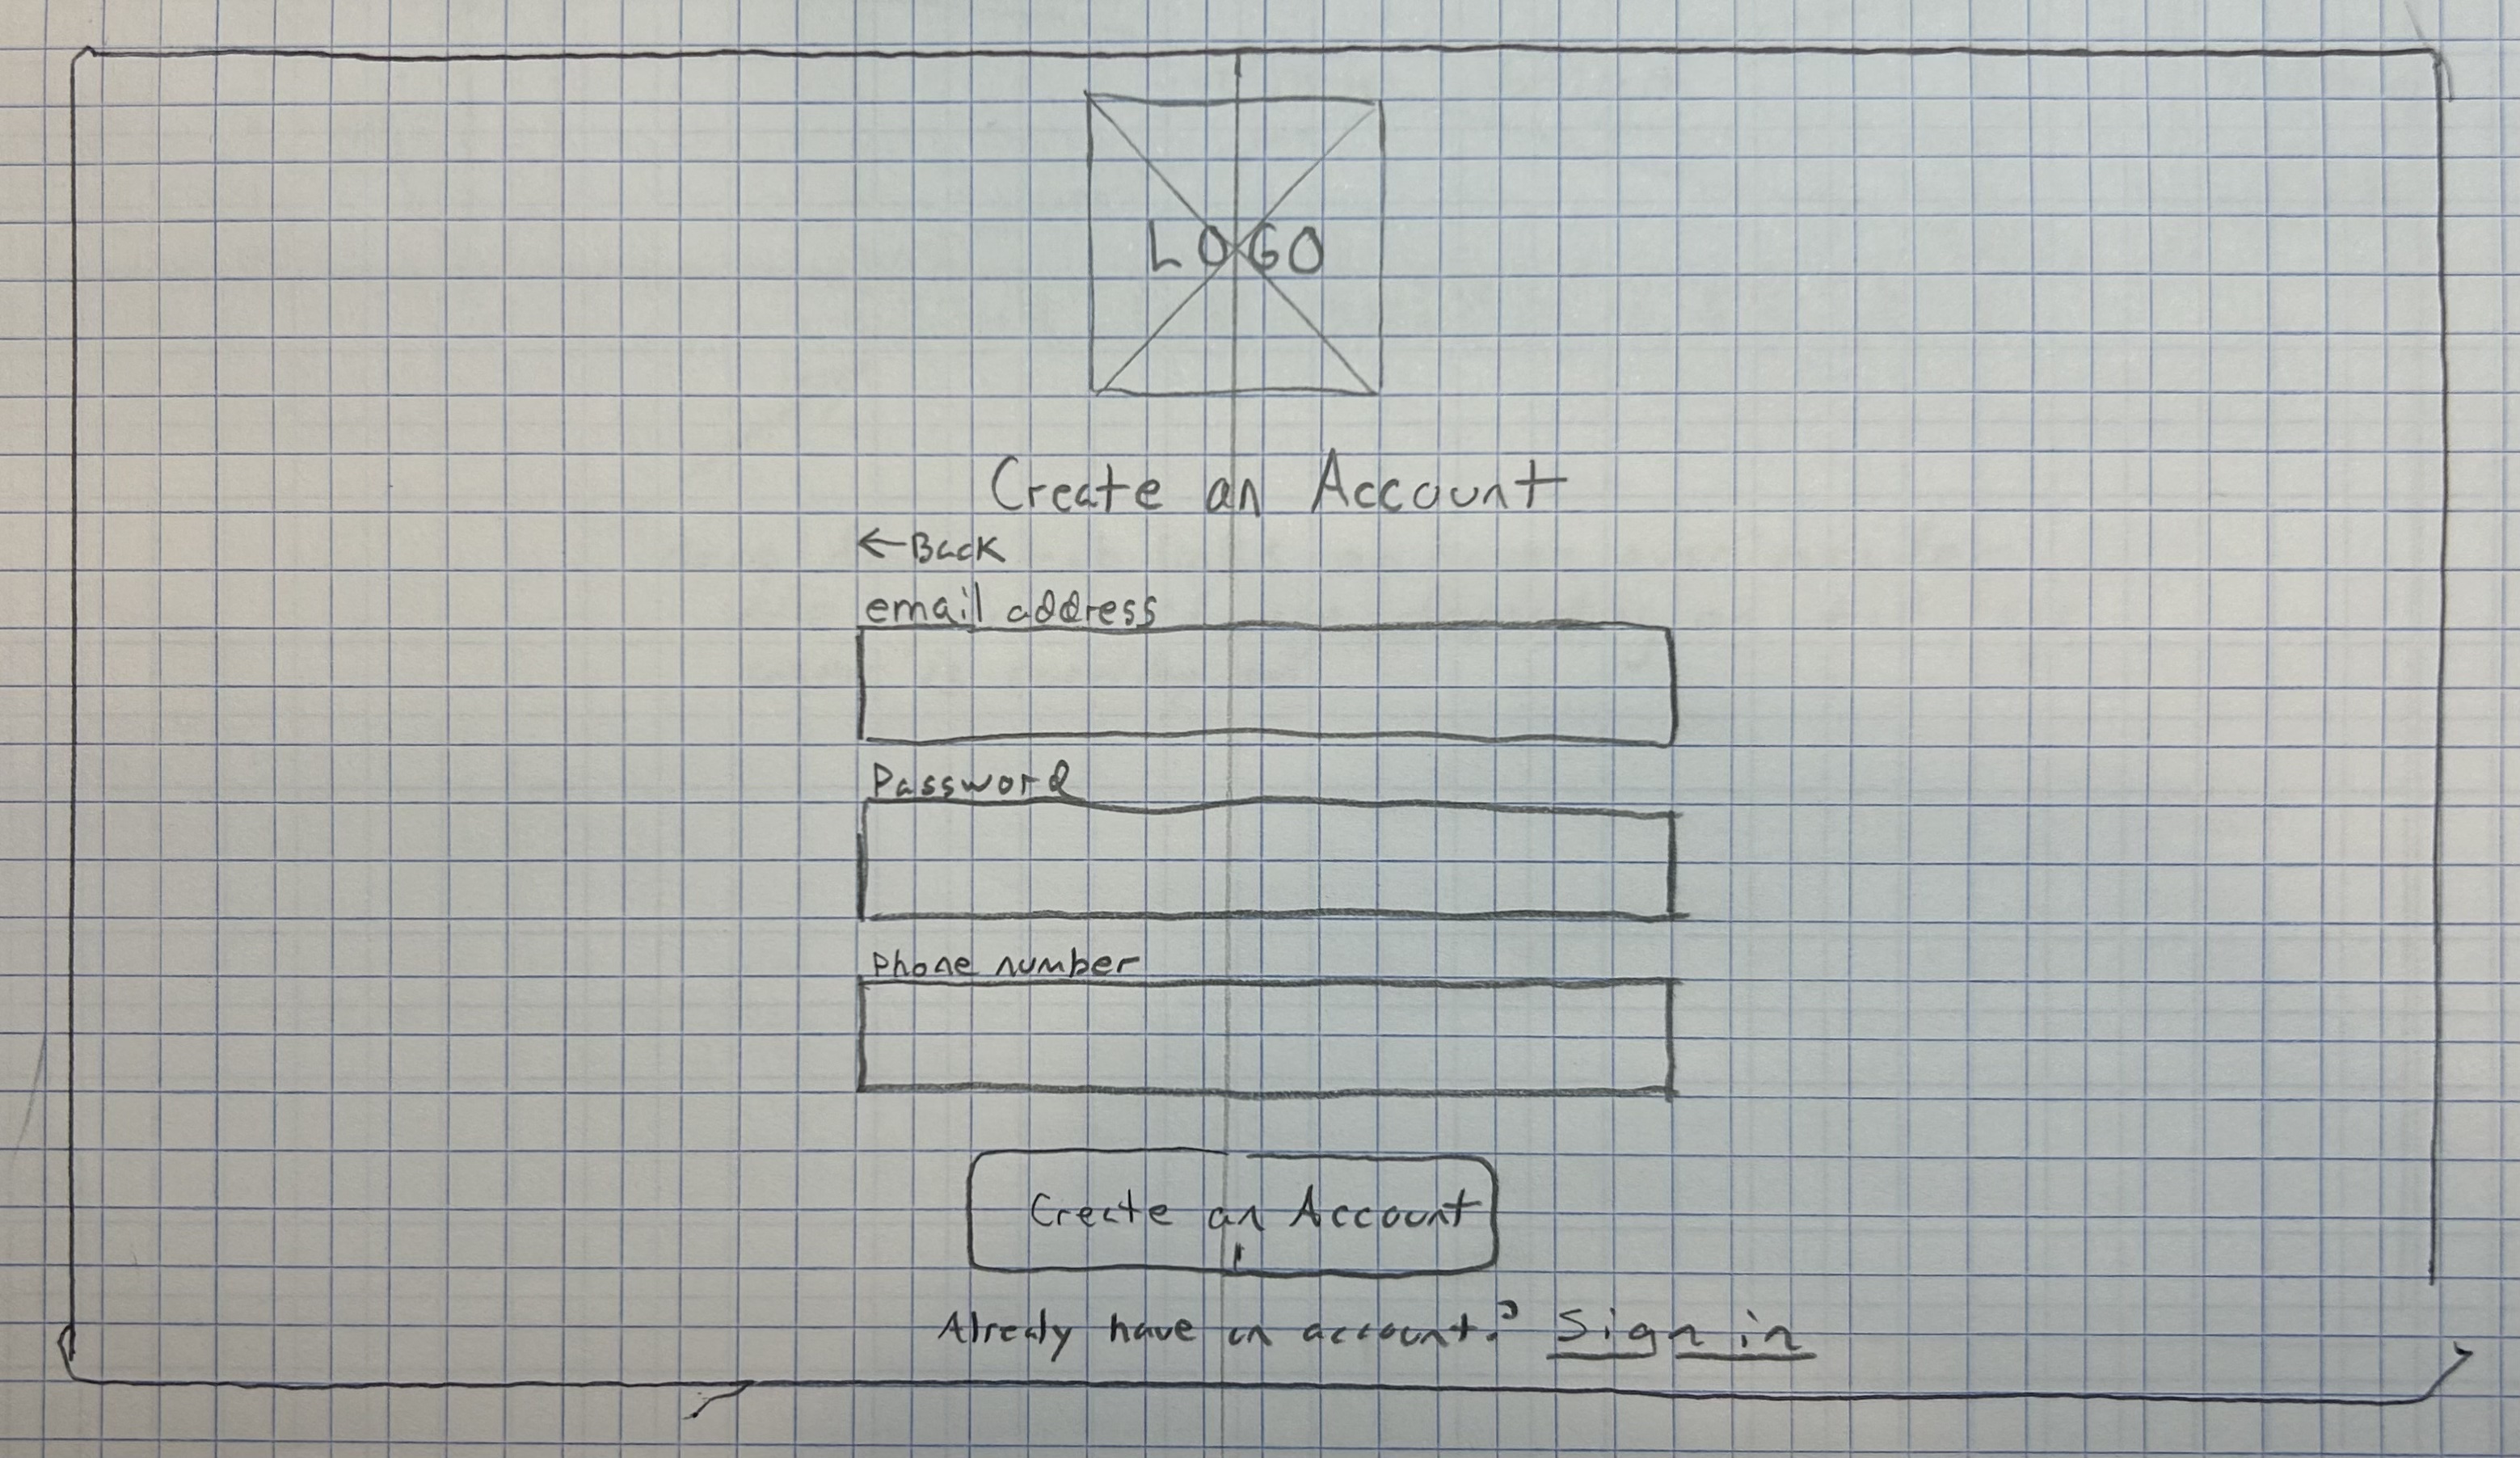 LOGO
Create an Account
←Back
email address
Password
Phone number
Create an Account
Already have an account? Sign in